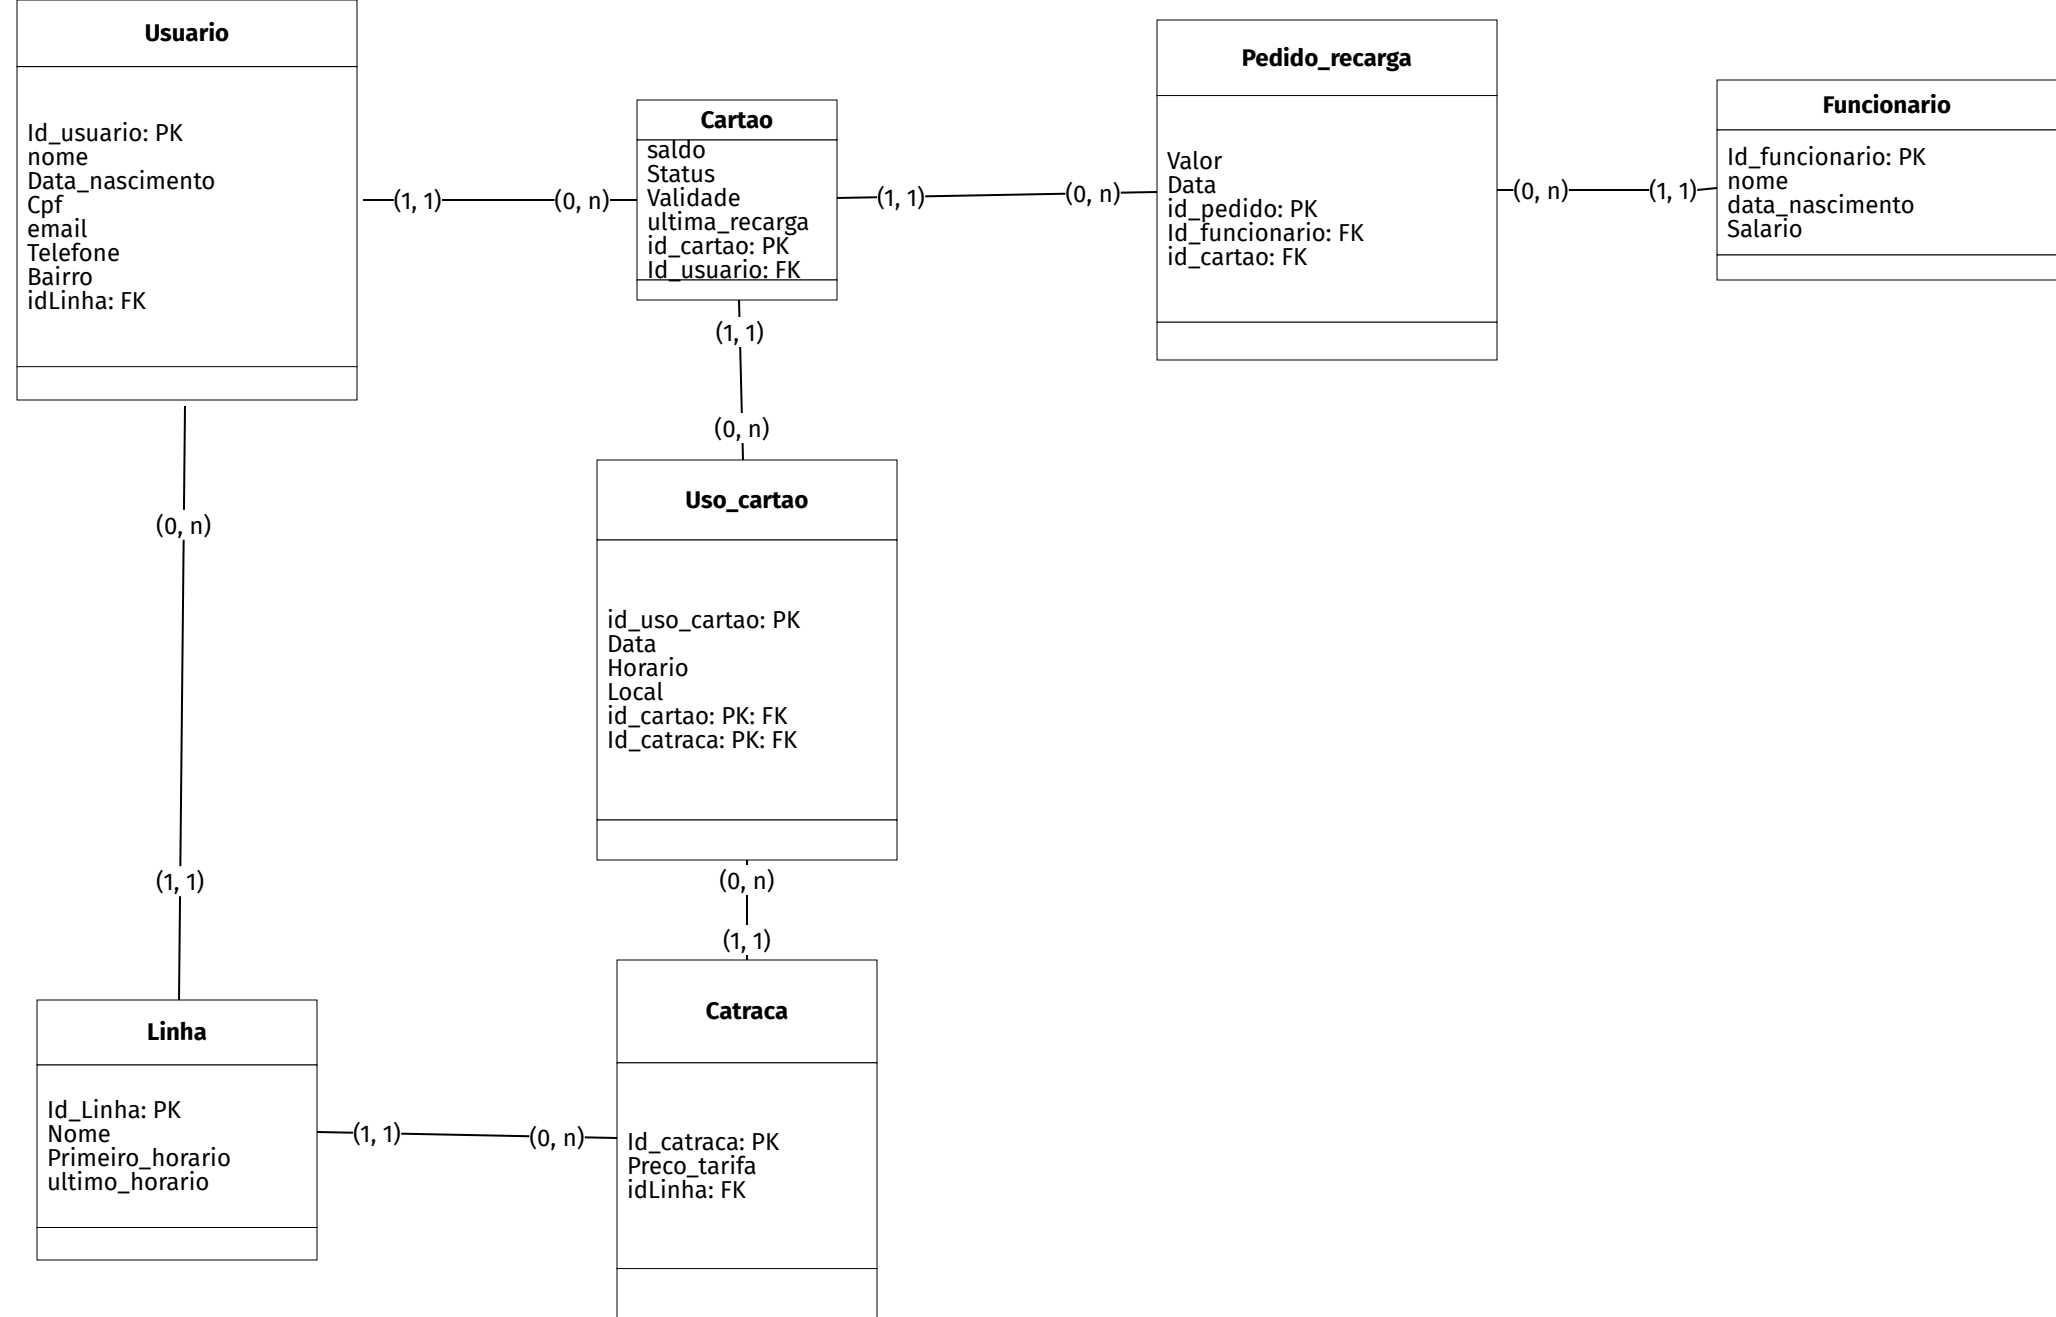 Usuario
Id_usuario: PK
nome
Data_nascimento
Cpf
email
Telefone
Bairro
idLinha: FK
(1, 1)
(0, n)
Cartao
saldo
Status
Validade
ultima_recarga
id_cartao: PK
Id_usuario: FK
(1, 1)
(0, n)
Pedido_recarga
Valor
Data
id_pedido: PK
Id_funcionario: FK
id_cartao: FK
(0, n)
(1, 1)
Funcionario
Id_funcionario: PK
nome
data_nascimento
Salario
(1, 1)
(0, n)
Uso_cartao
id_uso_cartao: PK
Data
Horario
Local
id_cartao: PK: FK
Id_catraca: PK: FK
(0, n)
(1, 1)
(0, n)
(1, 1)
Linha
Id_Linha: PK
Nome
Primeiro_horario
ultimo_horario
(1, 1)
(0, n)
Catraca
Id_catraca: PK
Preco_tarifa
idLinha: FK